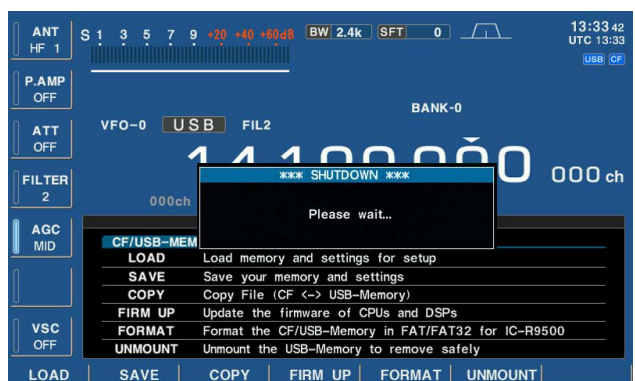 ANT
HF 1
S 1 3 5 7 9 +20 +40 +60dB
BW 2.4k
SFT 0
13:33 42
UTC 13:33
USB CF
P.AMP
OFF
BANK-0
ATT
OFF
VFO-0 USB FIL2
000 ch
FILTER
2
000ch
*** SHUTDOWN ***
Please wait...
AGC
MID
CF/USB-MEM
LOAD Load memory and settings for setup
SAVE Save your memory and settings
COPY Copy File (CF <-> USB-Memory)
FIRM UP Update the firmware of CPUs and DSPs
FORMAT Format the CF/USB-Memory in FAT/FAT32 for IC-R9500
UNMOUNT Unmount the USB-Memory to remove safely
VSC
OFF
LOAD SAVE COPY FIRM UP FORMAT UNMOUNT